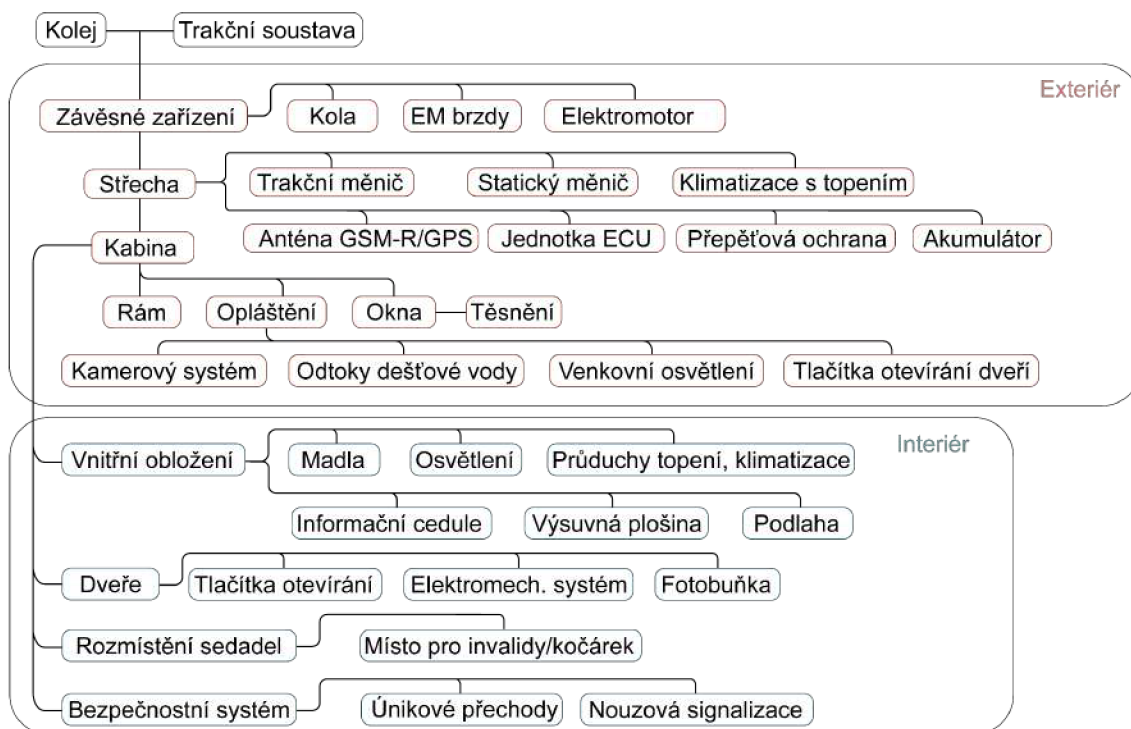 Kolej
Trakční soustava
Exteriér
Závěsné zařízení
Kola
EM brzdy
Elektromotor
Střecha
Trakční měnič
Statický měnič
Klimatizace s topením
Anténa GSM-R/GPS
Jednotka ECU
Přepěťová ochrana
Akumulátor
Kabina
Rám
Opláštění
Okna
Těsnění
Kamerový systém
Odtoky dešťové vody
Venkovní osvětlení
Tlačítka otevírání dveří
Interiér
Vnitřní obložení
Madla
Osvětlení
Průduchy topení, klimatizace
Informační cedule
Výsuvná plošina
Podlaha
Dveře
Tlačítka otevírání
Elektromech. systém
Fotobuňka
Rozmístění sedadel
Místo pro invalidy/kočárek
Bezpečnostní systém
Únikové přechody
Nouzová signalizace